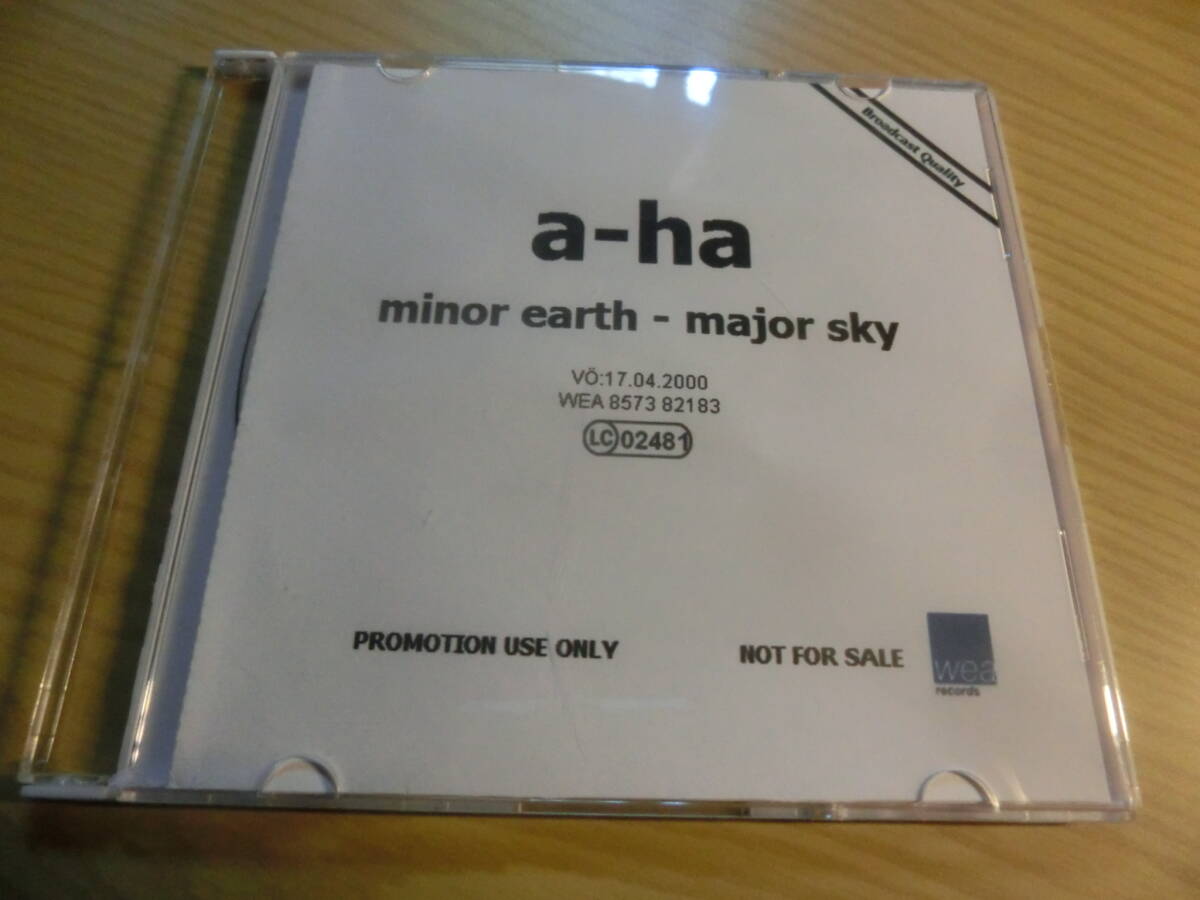 Broadcast Quality
a-ha
minor earth - major sky
VÖ:17.04.2000
WEA 8573 82183
LC 02481
PROMOTION USE ONLY
NOT FOR SALE
wea
records